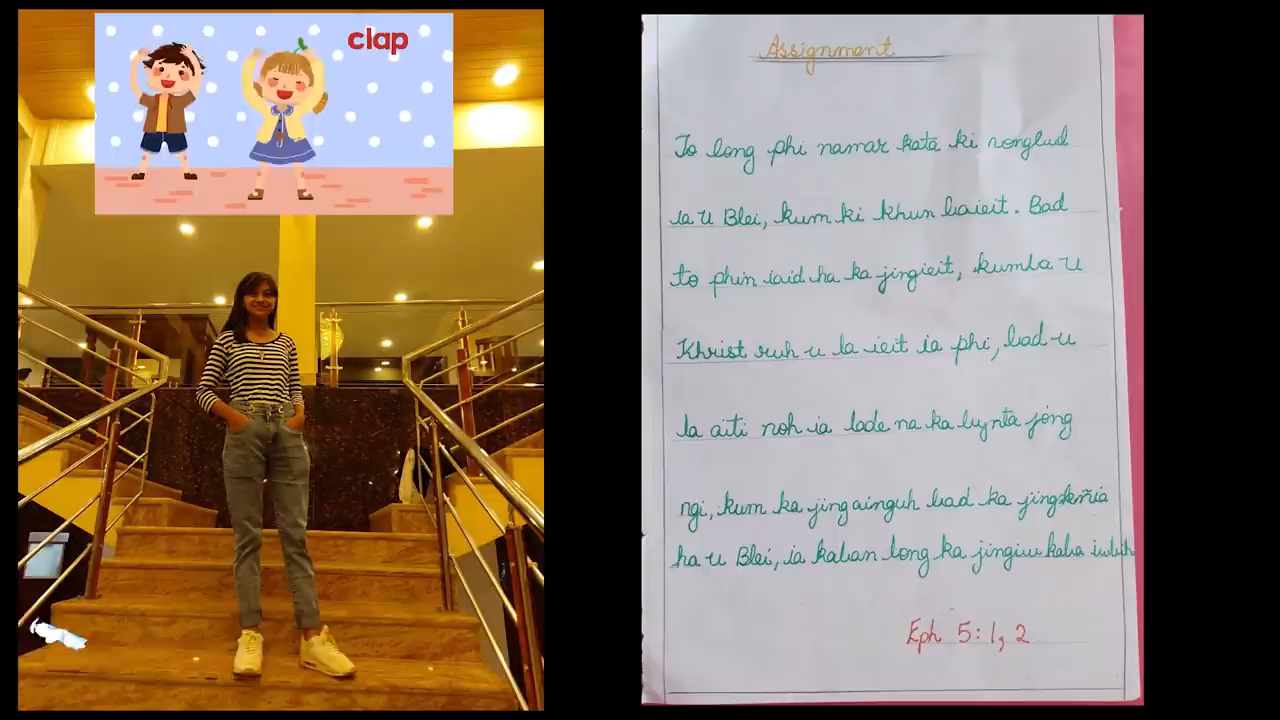 clap
Assignment
To long phi namar kata ki nongbud
ia U Blei, kum ki khun baieit. Bad
to phin iaid ha ka jingieit, kumba U
Khrist ruh u la ieit ia phi, bad u
la aiti noh ia lade na ka bynta jong
ngi, kum ka jingainguh bad ka jingkñia
ha U Blei, ia kaban long ka jingiwbih kaba iwbih
Eph 5:1, 2